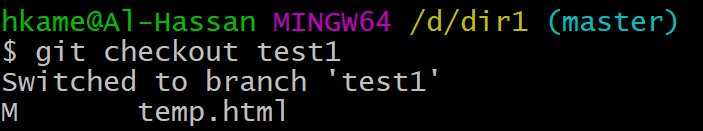 hkame@Al-Hassan MINGW64 /d/dir1 (master)
$ git checkout test1
Switched to branch 'test1'
M       temp.html